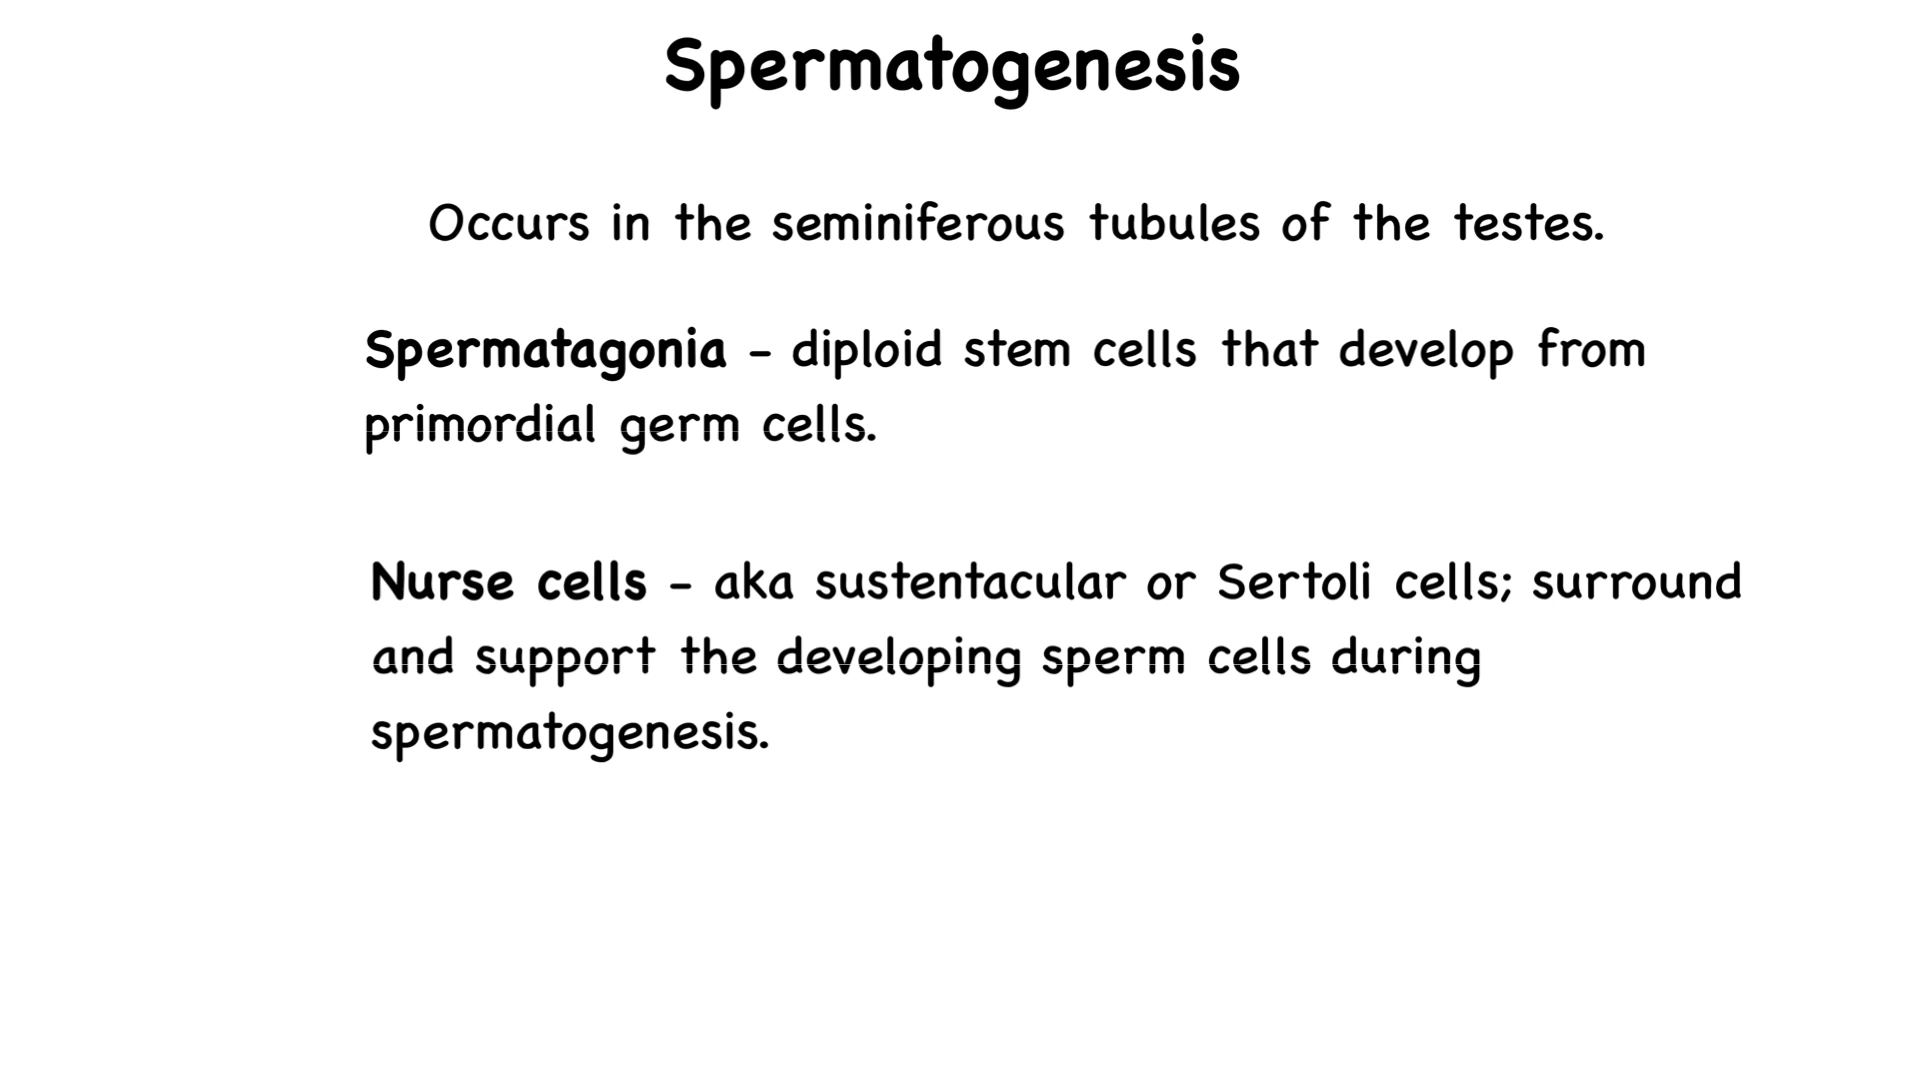 Spermatogenesis
Occurs in the seminiferous tubules of the testes.
Spermatagonia – diploid stem cells that develop from
primordial germ cells.
Nurse cells – aka sustentacular or Sertoli cells; surround
and support the developing sperm cells during
spermatogenesis.